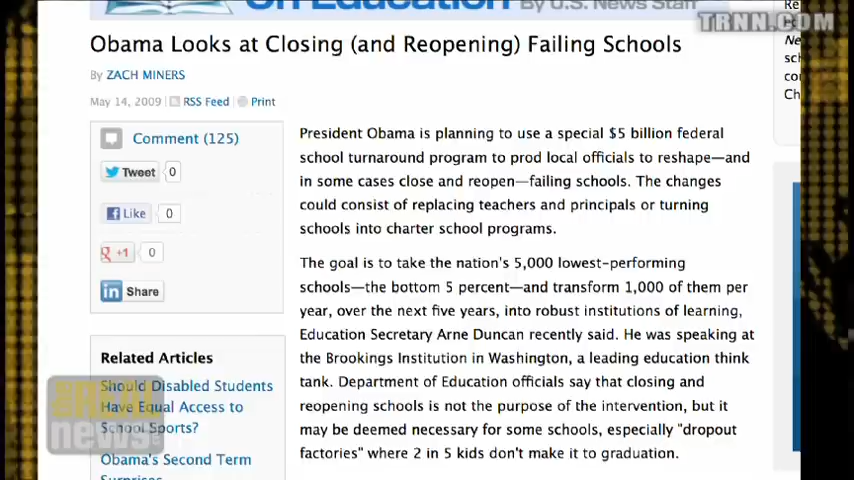 On Education By U.S. News Staff
TRNN.COM
Re
Ne
sch
co
Ch
Obama Looks at Closing (and Reopening) Failing Schools
By ZACH MINERS
May 14, 2009 | RSS Feed | Print
Comment (125)
Tweet 0
Like 0
g +1 0
in Share
President Obama is planning to use a special $5 billion federal
school turnaround program to prod local officials to reshape—and
in some cases close and reopen—failing schools. The changes
could consist of replacing teachers and principals or turning
schools into charter school programs.
The goal is to take the nation's 5,000 lowest-performing
schools—the bottom 5 percent—and transform 1,000 of them per
year, over the next five years, into robust institutions of learning,
Education Secretary Arne Duncan recently said. He was speaking at
the Brookings Institution in Washington, a leading education think
tank. Department of Education officials say that closing and
reopening schools is not the purpose of the intervention, but it
may be deemed necessary for some schools, especially "dropout
factories" where 2 in 5 kids don't make it to graduation.
Related Articles
Should Disabled Students
Have Equal Access to
School Sports?
Obama's Second Term
Surprises
the REAL
news